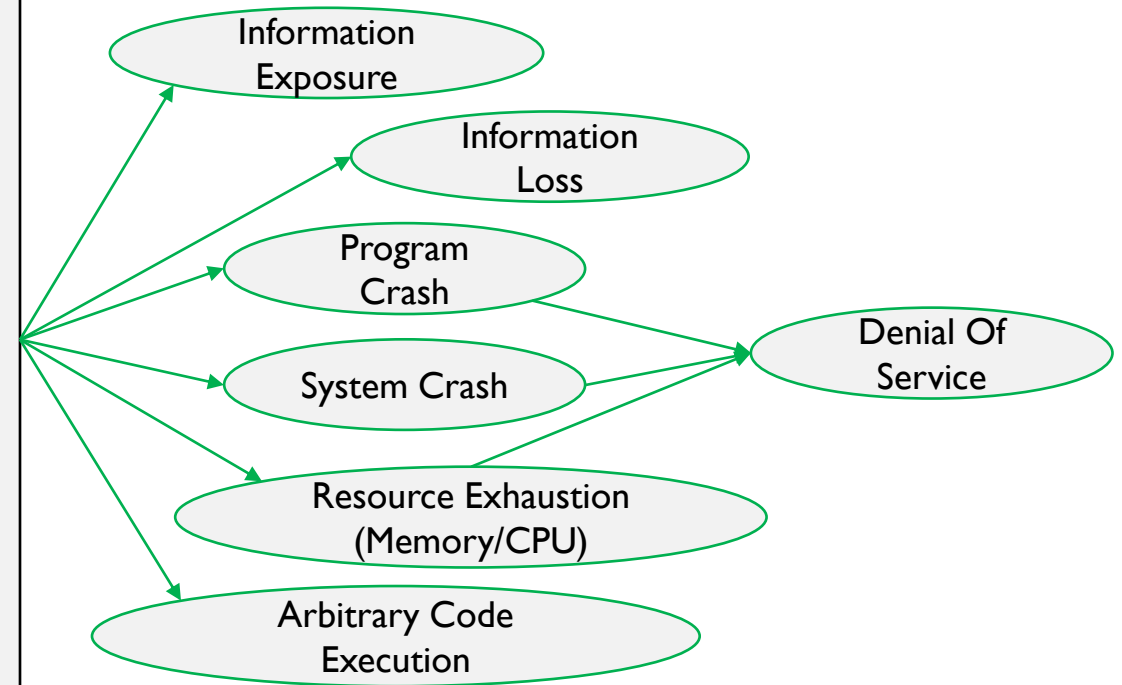 Information
Exposure
Information
Loss
Program
Crash
Denial Of
Service
System Crash
Resource Exhaustion
(Memory/CPU)
Arbitrary Code
Execution